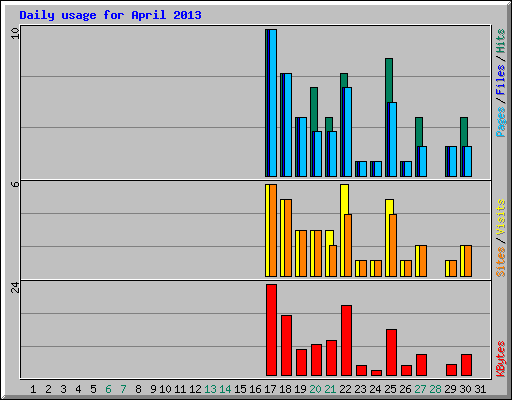 Daily usage for April 2013
10
Pages / Files / Hits
6
Sites / Visits
24
KBytes
1 2 3 4 5 6 7 8 9 10 11 12 13 14 15 16 17 18 19 20 21 22 23 24 25 26 27 28 29 30 31